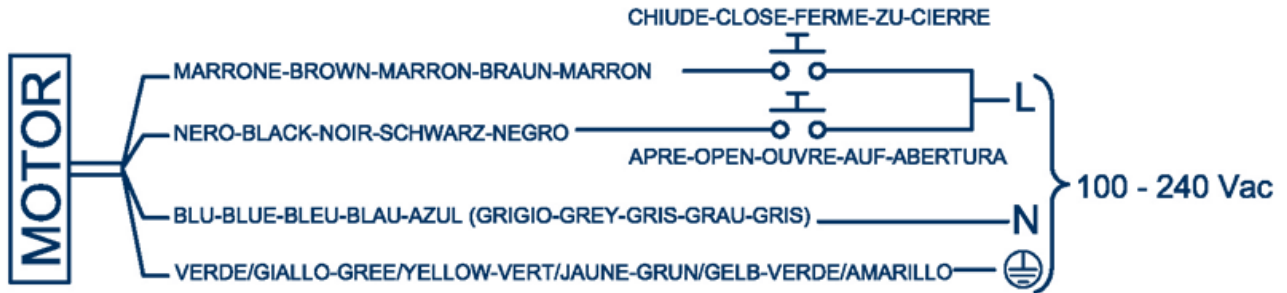 CHIUDE-CLOSE-FERME-ZU-CIERRE
MOTOR
MARRONE-BROWN-MARRON-BRAUN-MARRON
L
NERO-BLACK-NOIR-SCHWARZ-NEGRO
APRE-OPEN-OUVRE-AUF-ABERTURA
100 - 240 Vac
BLU-BLUE-BLEU-BLAU-AZUL (GRIGIO-GREY-GRIS-GRAU-GRIS)
N
VERDE/GIALLO-GREE/YELLOW-VERT/JAUNE-GRUN/GELB-VERDE/AMARILLO